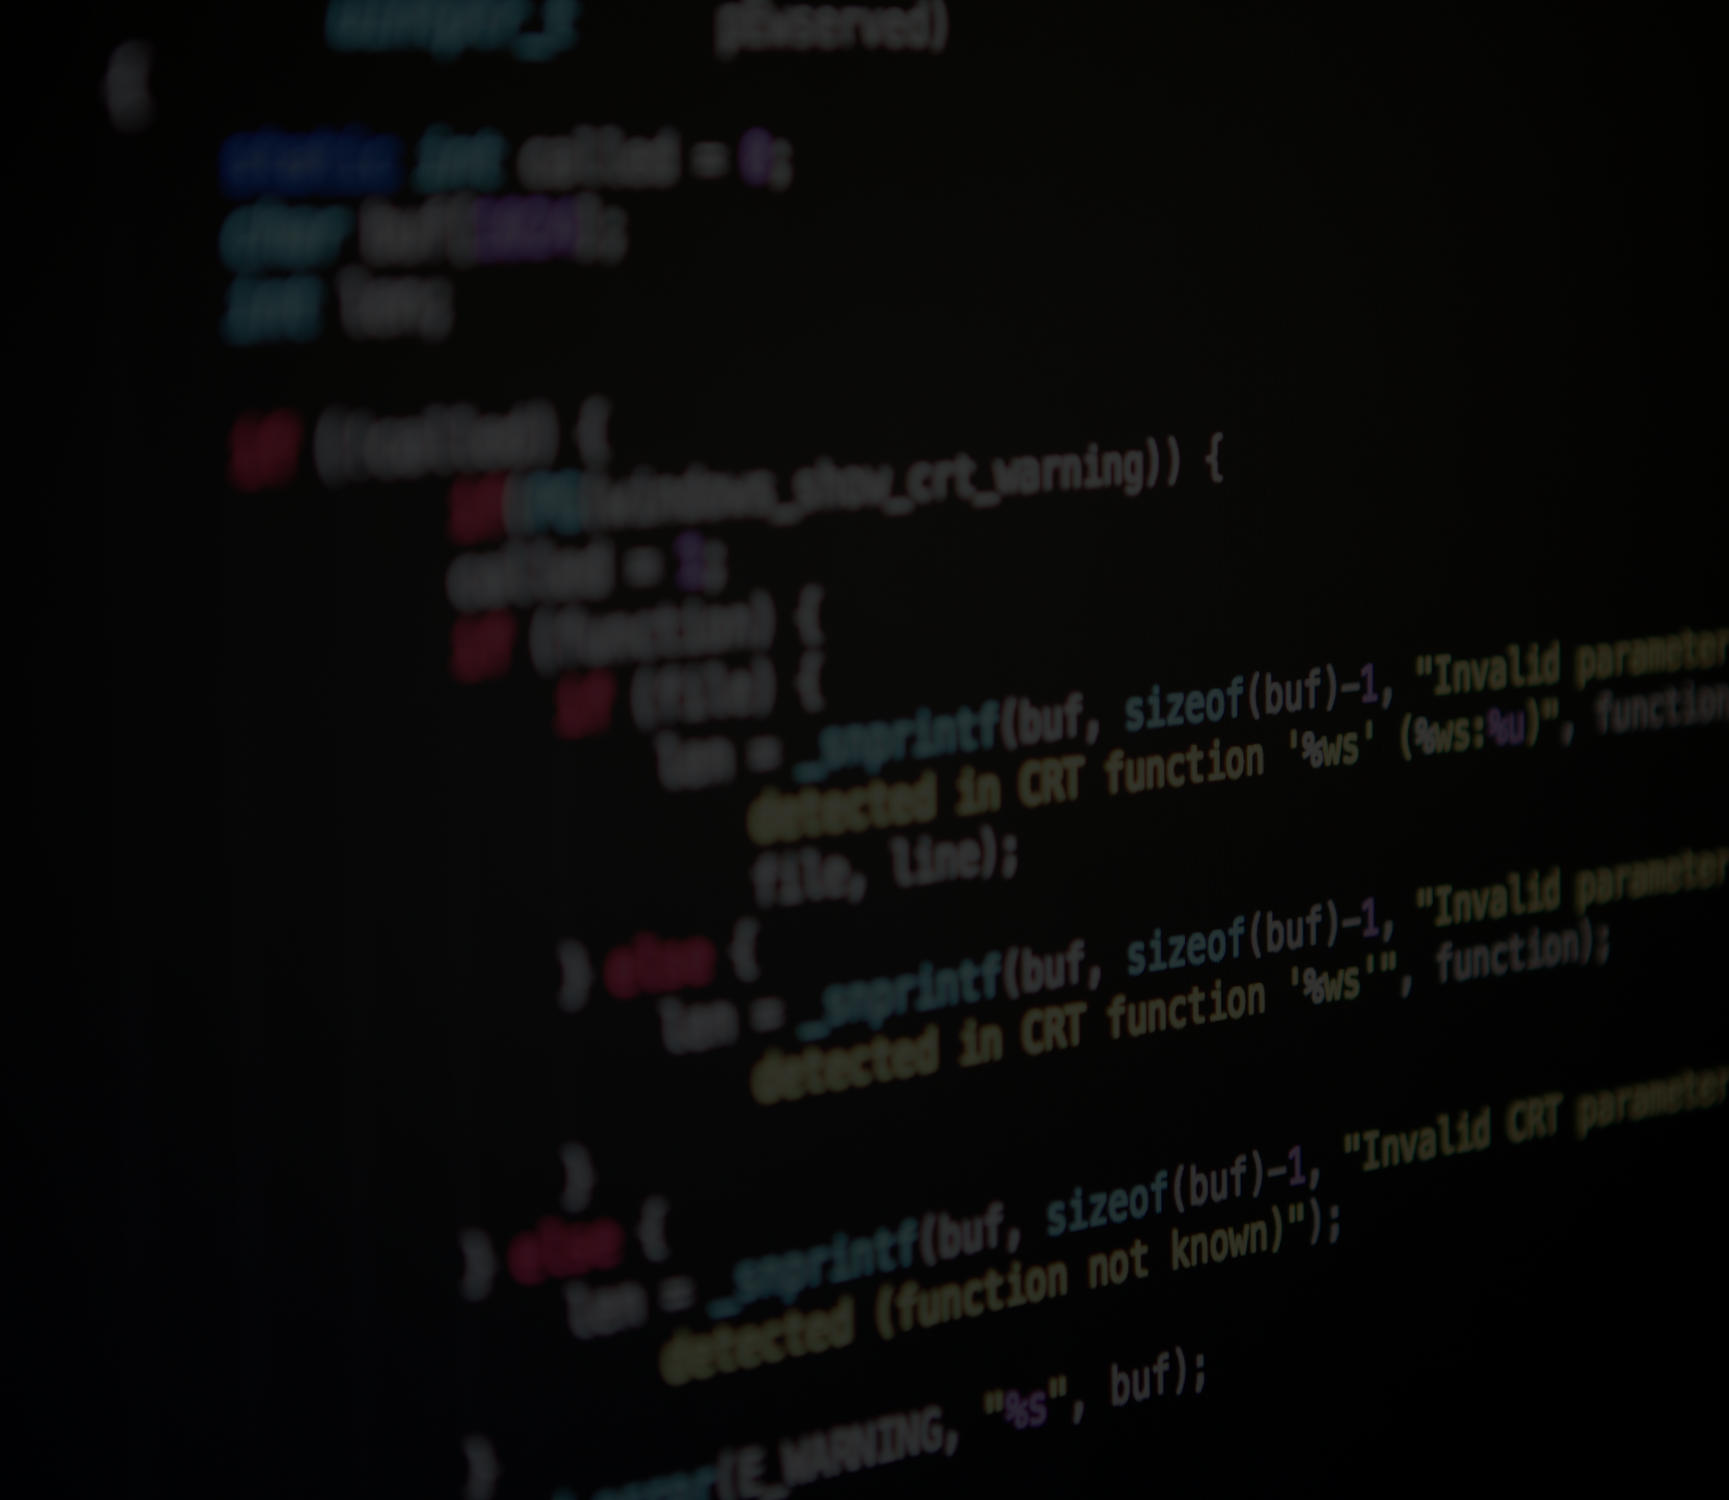 uintptr_t pReserved)
{
static int called = 0;
char buf[1024];
int len;
if (!called) {
if(PG(windows_show_crt_warning)) {
called = 1;
if (function) {
if (file) {
len = _snprintf(buf, sizeof(buf)-1, "Invalid parameter
detected in CRT function '%ws' (%ws:%u)", function
file, line);
} else {
len = _snprintf(buf, sizeof(buf)-1, "Invalid parameter
detected in CRT function '%ws'", function);
}
} else {
len = _snprintf(buf, sizeof(buf)-1, "Invalid CRT parameter
detected (function not known)");
}
(E_WARNING, "%s", buf);